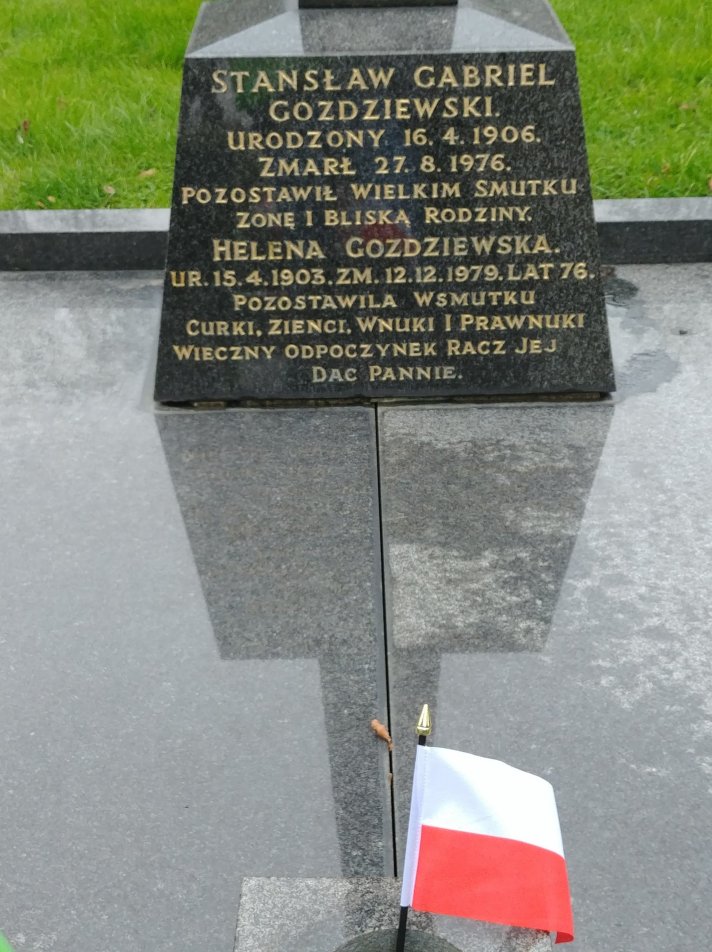 STANSŁAW GABRIEL
GOZDZIEWSKI.
URODZONY 16.4.1906.
ZMARŁ 27.8.1976.
POZOSTAWIŁ WIELKIM SMUTKU
ZONĘ I BLISKA RODZINY.
HELENA GOZDZIEWSKA.
UR.15.4.1903.ZM.12.12.1979.LAT 76.
POZOSTAWILA WSMUTKU
CURKI, ZIENCI, WNUKI I PRAWNUKI
WIECZNY ODPOCZYNEK RACZ JEJ
DAC PANNIE.